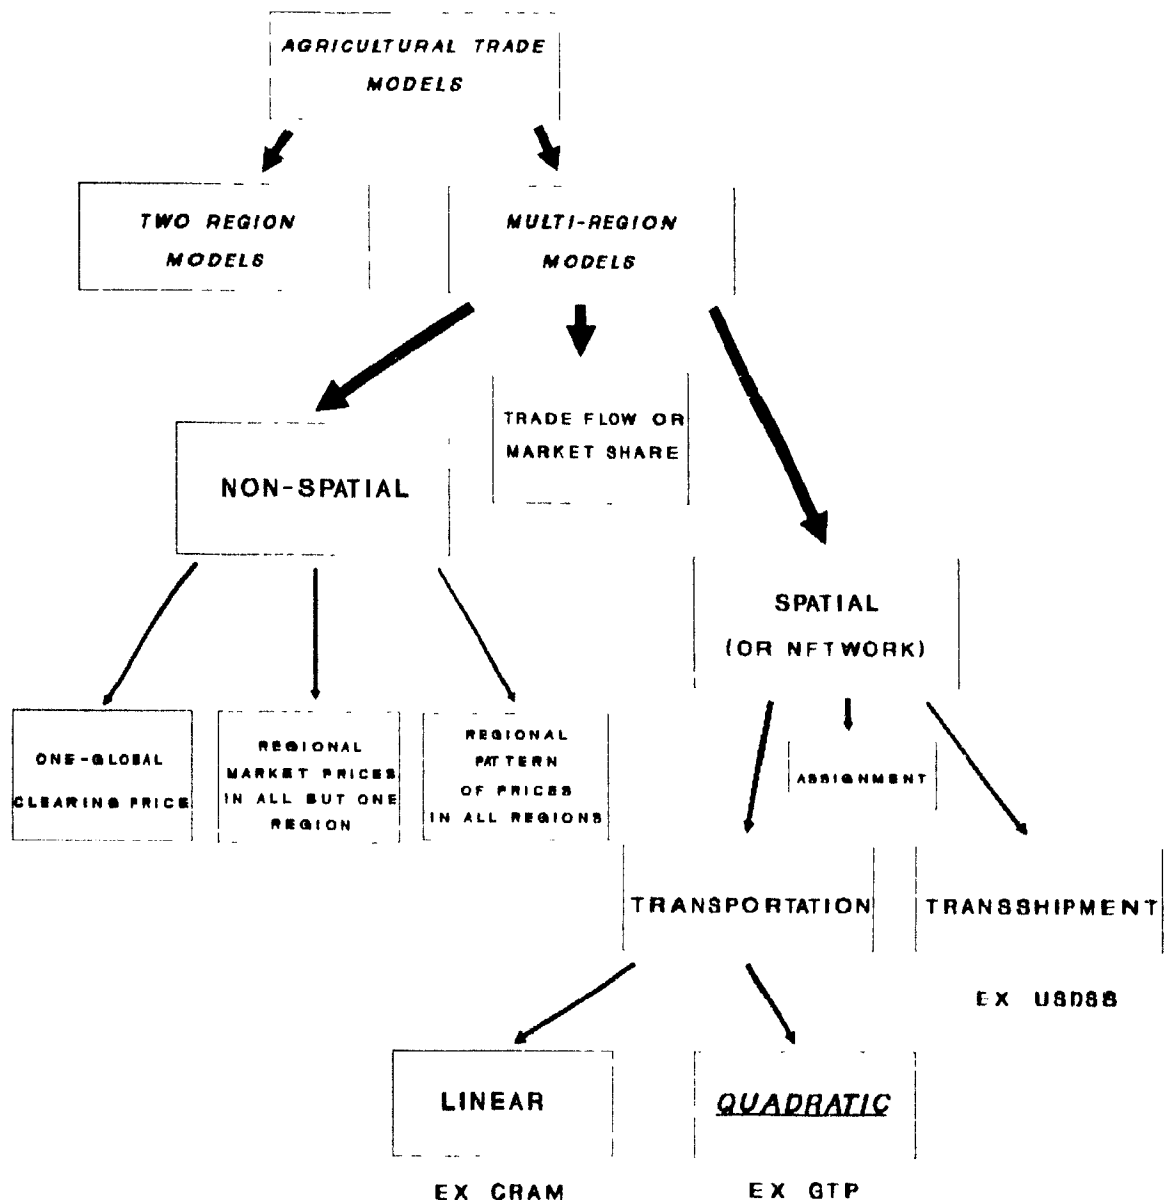 AGRICULTURAL TRADE
MODELS
TWO REGION
MODELS
MULTI-REGION
MODELS
TRADE FLOW OR
MARKET SHARE
NON-SPATIAL
SPATIAL
(OR NETWORK)
ONE-GLOBAL
CLEARING PRICE
REGIONAL
MARKET PRICES
IN ALL BUT ONE
REGION
REGIONAL
PATTERN
OF PRICES
IN ALL REGIONS
ASSIGNMENT
TRANSPORTATION
TRANSSHIPMENT
EX USDSS
LINEAR
QUADRATIC
EX CRAM
EX GTP